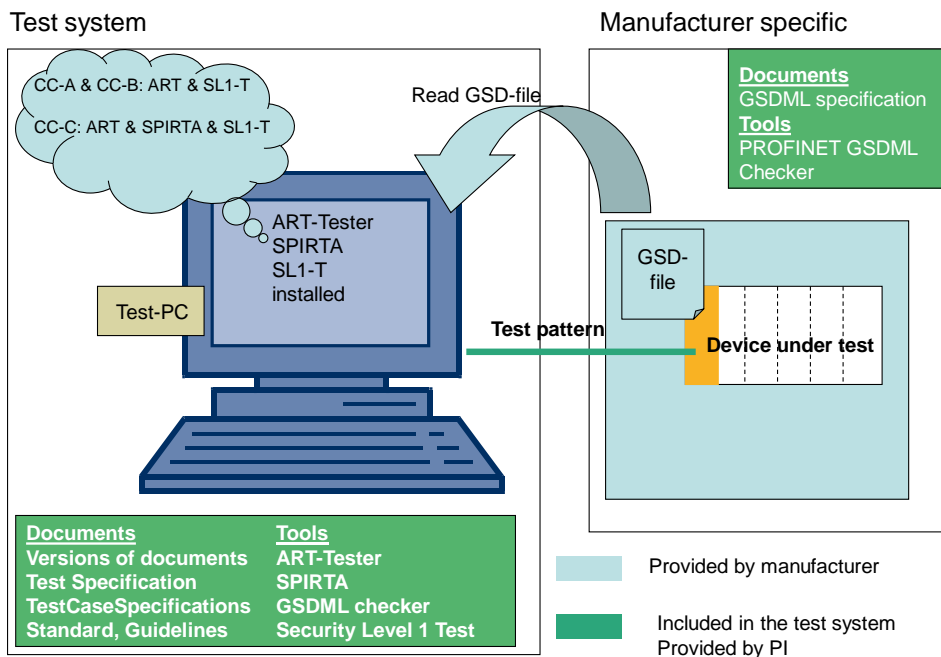 Test system
Manufacturer specific
CC-A & CC-B: ART & SL1-T
CC-C: ART & SPIRTA & SL1-T
Read GSD-file
Documents
GSDML specification
Tools
PROFINET GSDML
Checker
ART-Tester
SPIRTA
SL1-T
installed
Test-PC
GSD-
file
Test pattern
Device under test
Documents
Versions of documents
Test Specification
TestCaseSpecifications
Standard, Guidelines
Tools
ART-Tester
SPIRTA
GSDML checker
Security Level 1 Test
Provided by manufacturer
Included in the test system
Provided by PI